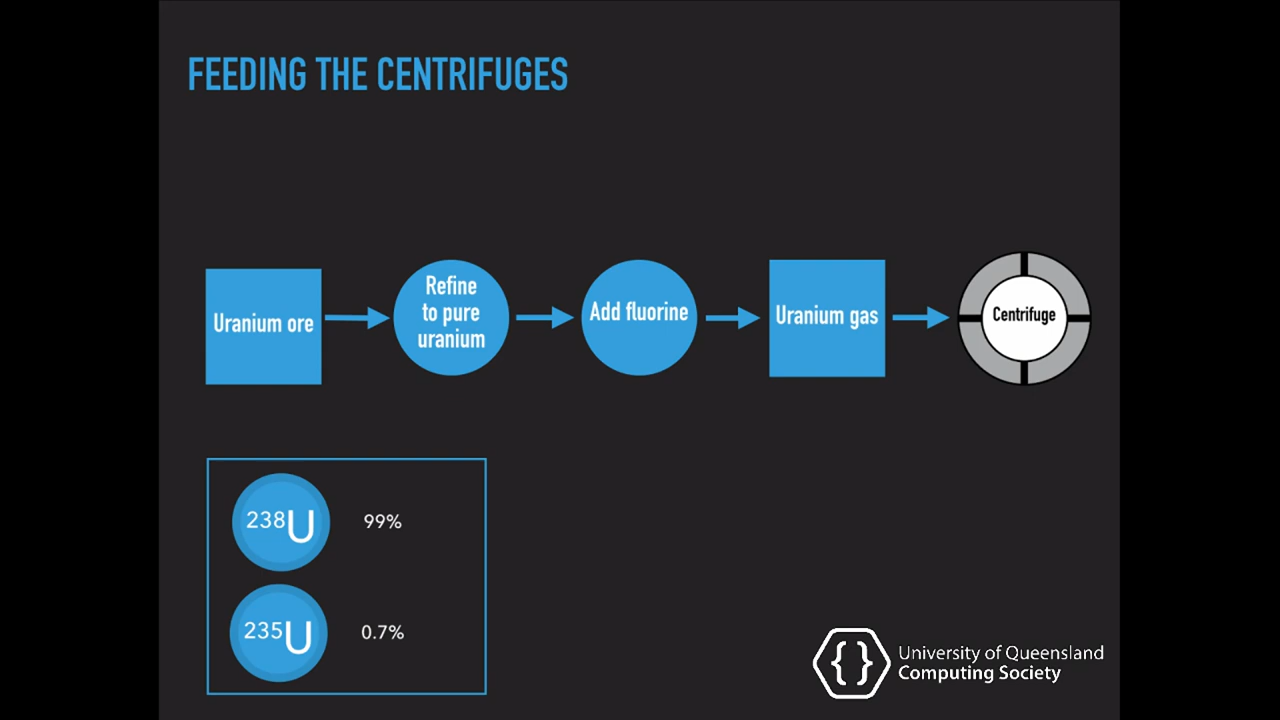 FEEDING THE CENTRIFUGES
Uranium ore
Refine
to pure
uranium
Add fluorine
Uranium gas
Centrifuge
238U 99%
235U 0.7%
{ }
University of Queensland
Computing Society